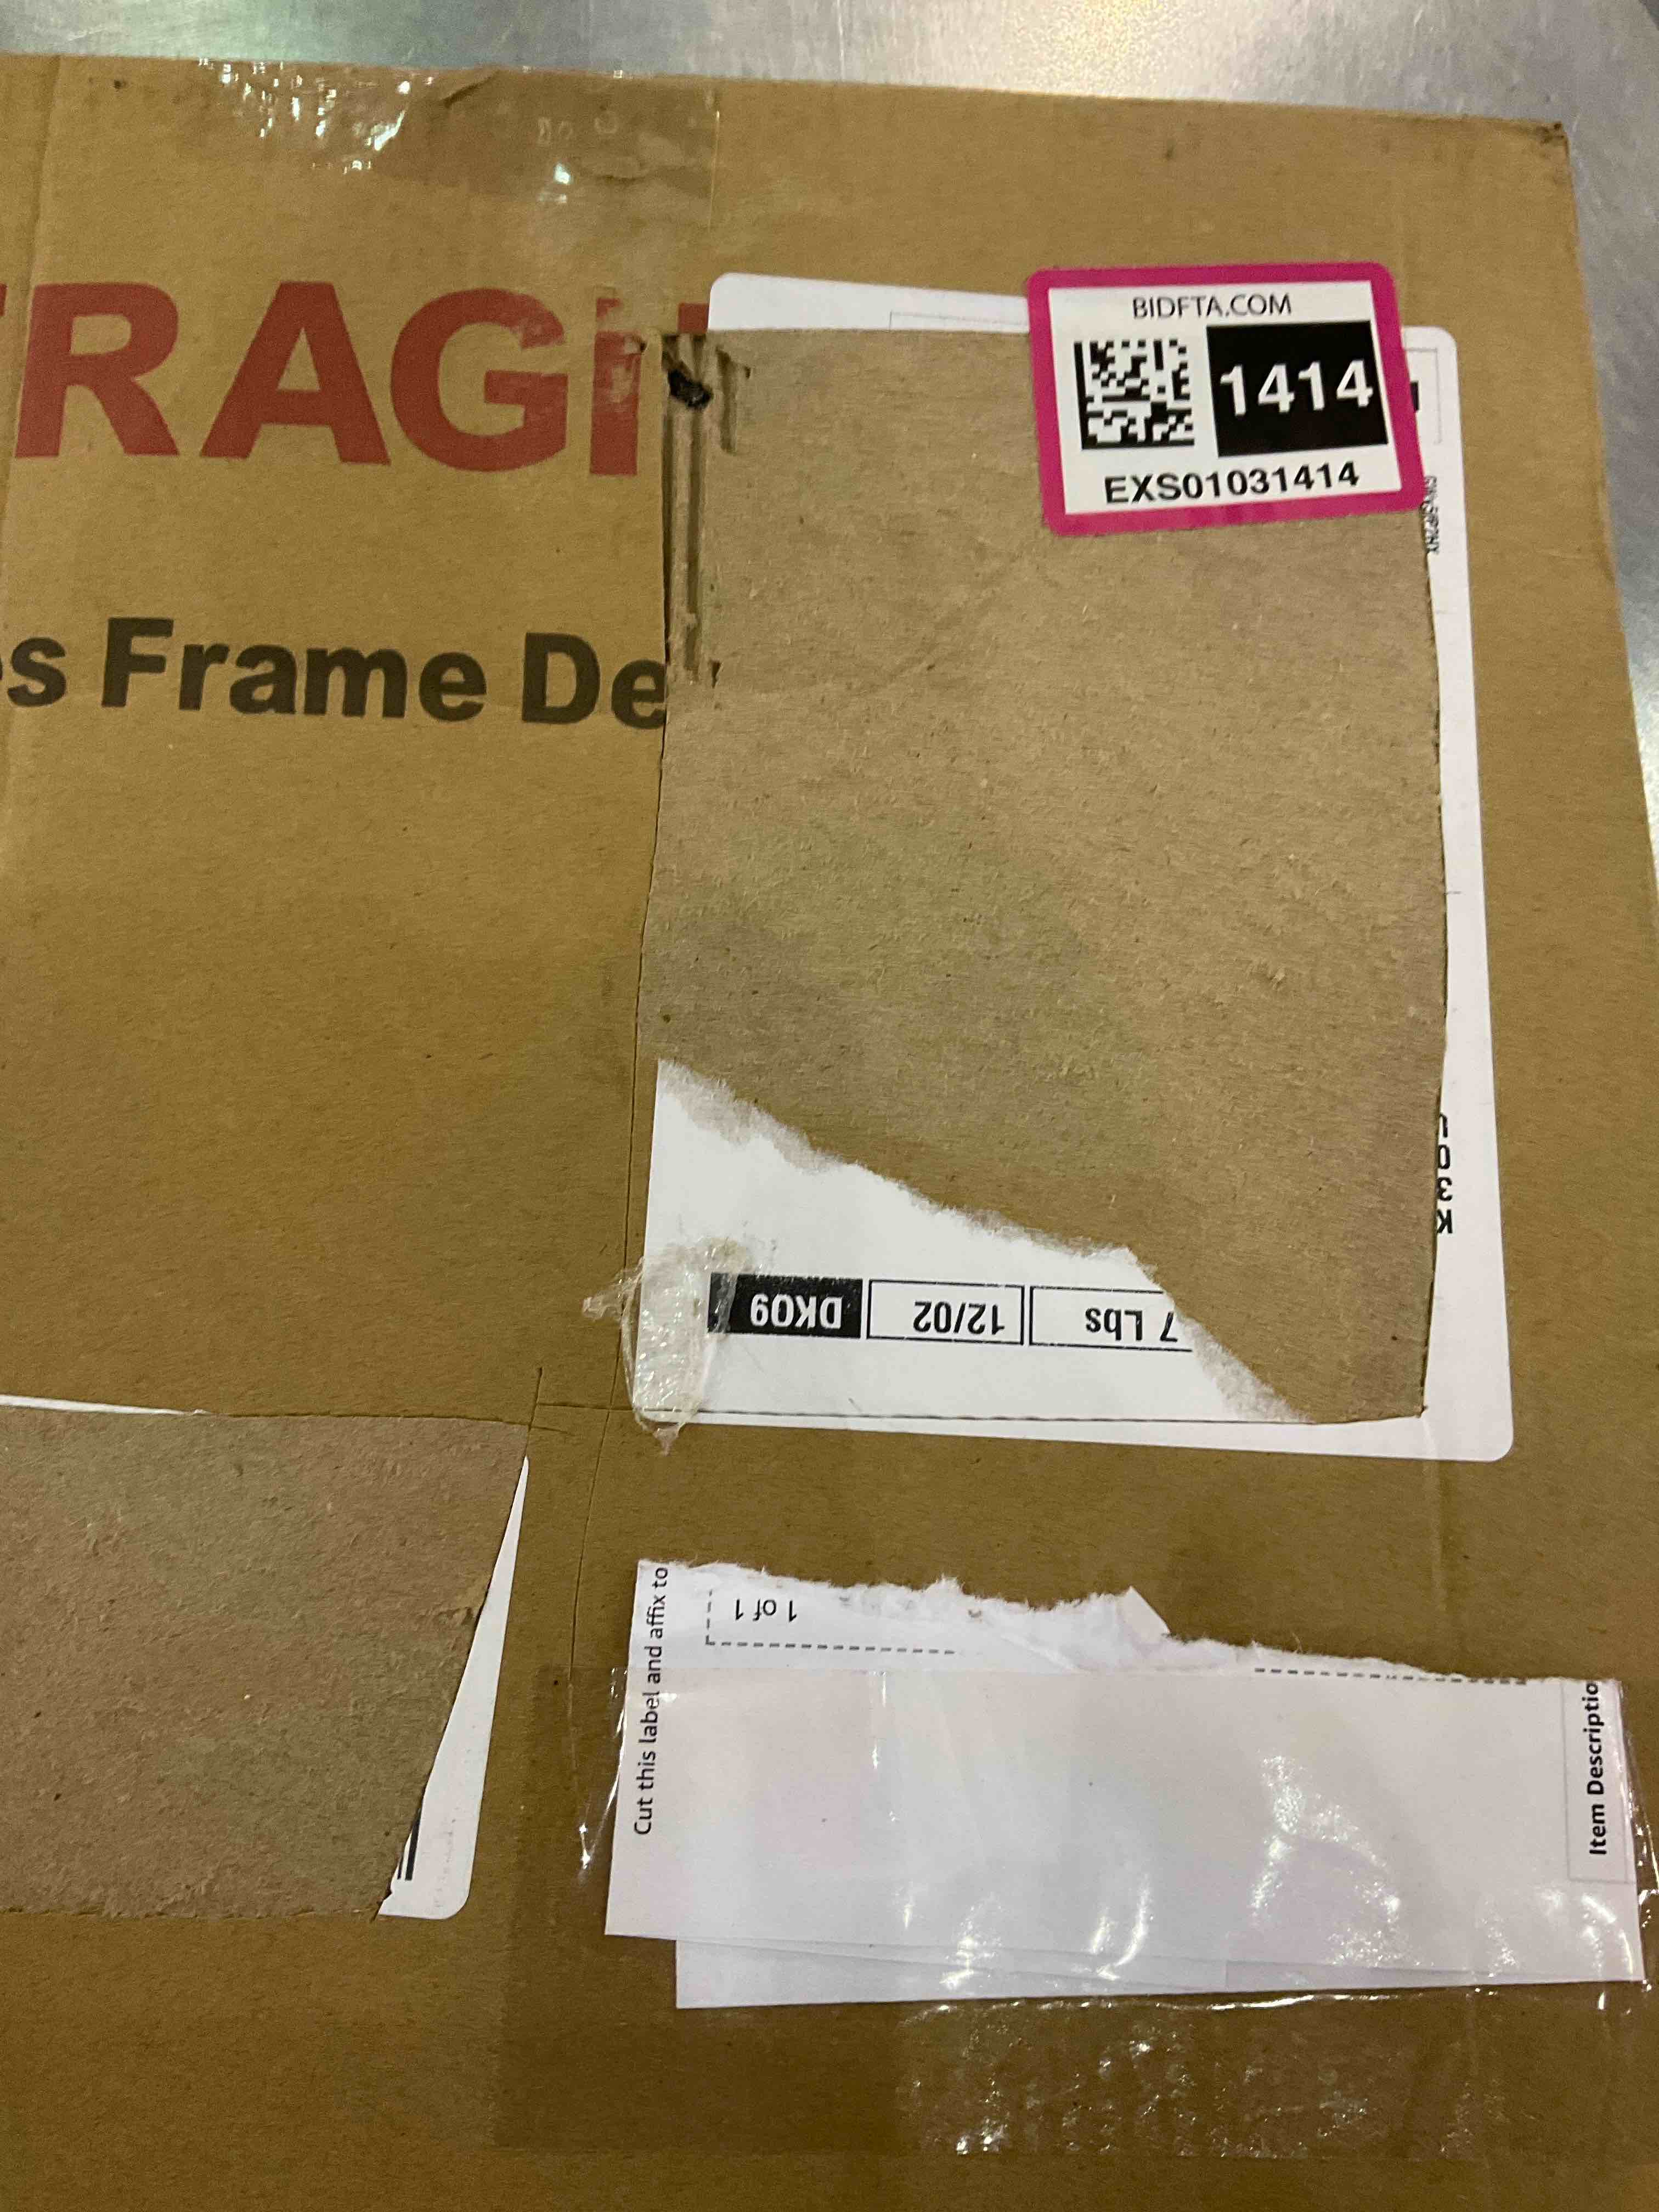 RAGI
BIDFTA.COM
1414
EXS01031414
s Frame De
DK09
12/02
7 Lbs
1 of 1
Cut this label and affix to
Item Descriptio